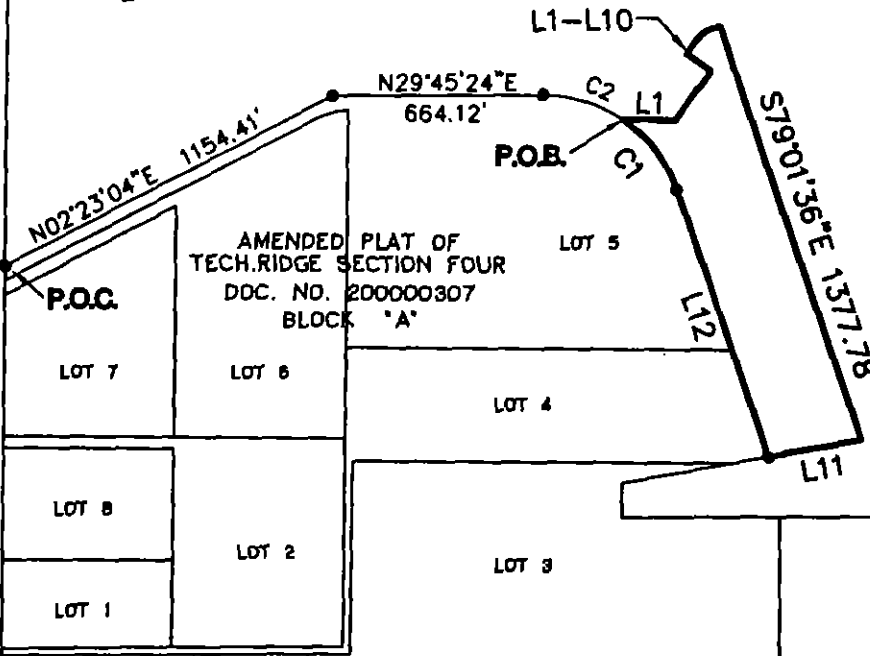 L1-L10
N29°45'24"E
664.12'
C2
L1
P.O.B.
C1
S79°01'36"E 1377.78
N02°23'04"E 1154.41'
P.O.C.
AMENDED PLAT OF
TECH.RIDGE SECTION FOUR
DOC. NO. 200000307
BLOCK "A"
LOT 5
L12
LOT 7
LOT 6
LOT 4
L11
LOT 8
LOT 2
LOT 3
LOT 1